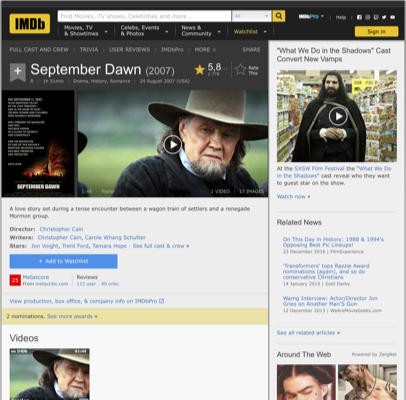 IMDb
Find Movies, TV shows, Celebrities and more...
All
IMDbPro
Help
Movies, TV
& Showtimes
Celebs, Events
& Photos
News &
Community
Watchlist
Sign in
FULL CAST AND CREW | TRIVIA | USER REVIEWS | IMDbPro | MORE
SHARE
September Dawn (2007)
R | 1h 51min | Drama, History, Romance | 24 August 2007 (USA)
5,8
Rate
This
SEPTEMBER DAWN
1:44
Trailer
1 VIDEO | 17 IMAGES
A love story set during a tense encounter between a wagon train of settlers and a renegade
Mormon group.
Director: Christopher Cain
Writers: Christopher Cain, Carole Whang Schutter
Stars: Jon Voight, Trent Ford, Tamara Hope | See full cast & crew »
+ Add to Watchlist
Metascore
From metacritic.com
Reviews
112 user | 40 critic
View production, box office, & company info on IMDbPro
2 nominations. See more awards »
Videos
on IMDb
"What We Do in the Shadows" Cast
Convert New Vamps
At the SXSW Film Festival the "What We Do
in the Shadows" cast reveal who they want
to guest star on the show.
Watch now »
Related News
On This Day in History: 1988 & 1994's
Opposing Best Pic Lineups!
23 December 2016 | FilmExperience
'Transformers' tops Razzie Award
nominations (again), and so do
conservative Christians
14 January 2015 | Gold Derby
Wamg Interview: Actor/Director Jon
Gries on Another Man'S Gun
12 December 2013 | WeAreMovieGeeks.com
See all related articles »
Around The Web
Powered by ZergNet